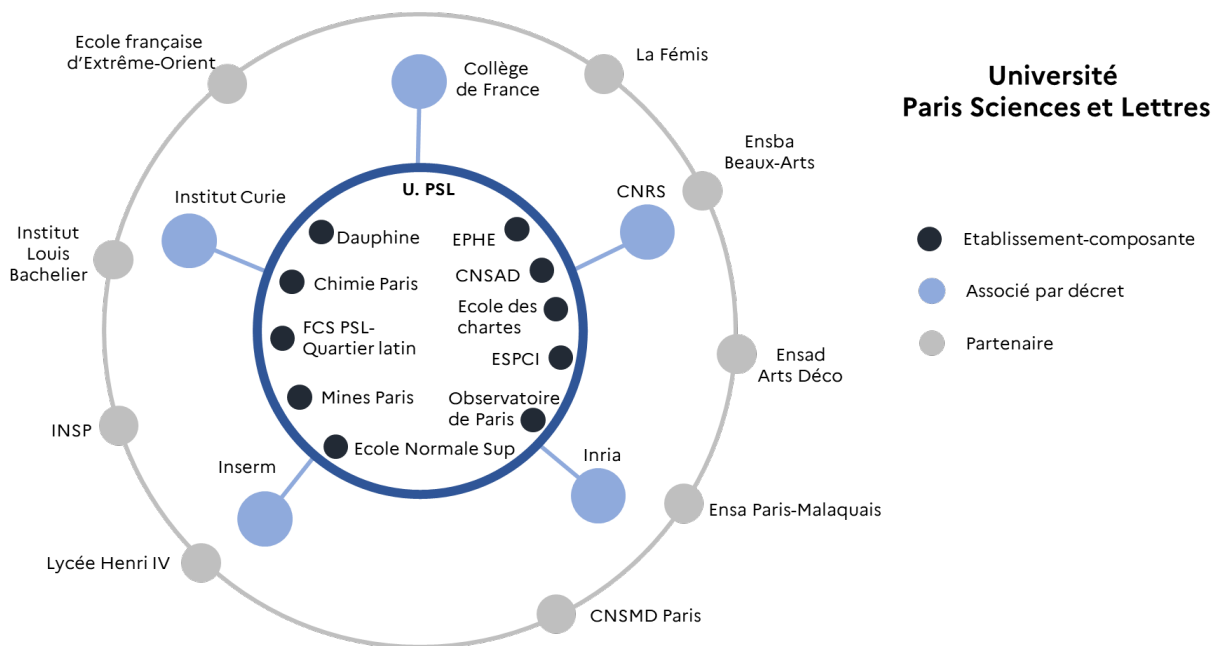 Université
Paris Sciences et Lettres
Ecole française
d'Extrême-Orient
Collège
de France
La Fémis
Ensba
Beaux-Arts
Institut Curie
U. PSL
CNRS
Institut
Louis
Bachelier
Dauphine
EPHE
Chimie Paris
CNSAD
FCS PSL-
Quartier latin
Ecole des
chartes
ESPCI
Ensad
Arts Déco
Mines Paris
Observatoire
de Paris
INSP
Ecole Normale Sup
Inserm
Inria
Ensa Paris-Malaquais
Lycée Henri IV
CNSMD Paris
Etablissement-composante
Associé par décret
Partenaire